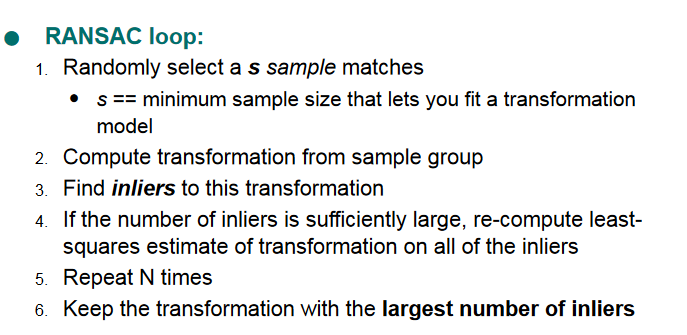 ● RANSAC loop:
1. Randomly select a s sample matches
• s == minimum sample size that lets you fit a transformation
model
2. Compute transformation from sample group
3. Find inliers to this transformation
4. If the number of inliers is sufficiently large, re-compute least-
squares estimate of transformation on all of the inliers
5. Repeat N times
6. Keep the transformation with the largest number of inliers